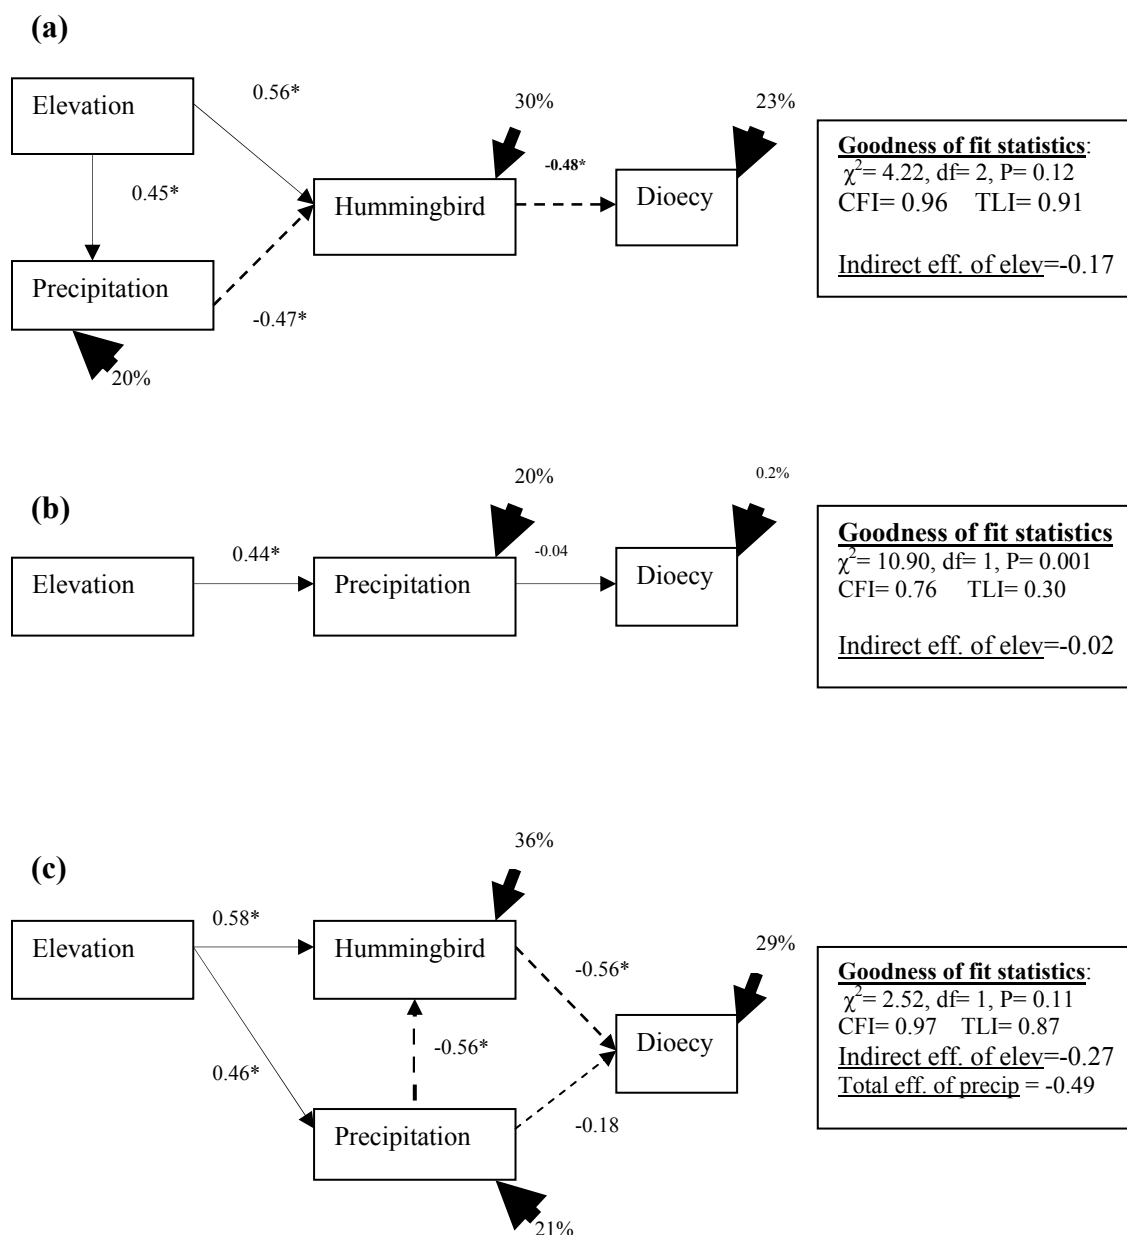 (a)
Elevation
0.56*
30%
23%
-0.48*
0.45*
Hummingbird
Dioecy
Precipitation
-0.47*
20%
Goodness of fit statistics:
χ²= 4.22, df= 2, P= 0.12
CFI= 0.96 TLI= 0.91
Indirect eff. of elev=-0.17
(b)
20%
0.2%
Elevation
0.44*
Precipitation
-0.04
Dioecy
Goodness of fit statistics
χ²= 10.90, df= 1, P= 0.001
CFI= 0.76 TLI= 0.30
Indirect eff. of elev=-0.02
(c)
36%
Elevation
0.58*
Hummingbird
29%
-0.56*
-0.56*
Dioecy
0.46*
Precipitation
-0.18
21%
Goodness of fit statistics:
χ²= 2.52, df= 1, P= 0.11
CFI= 0.97 TLI= 0.87
Indirect eff. of elev=-0.27
Total eff. of precip = -0.49